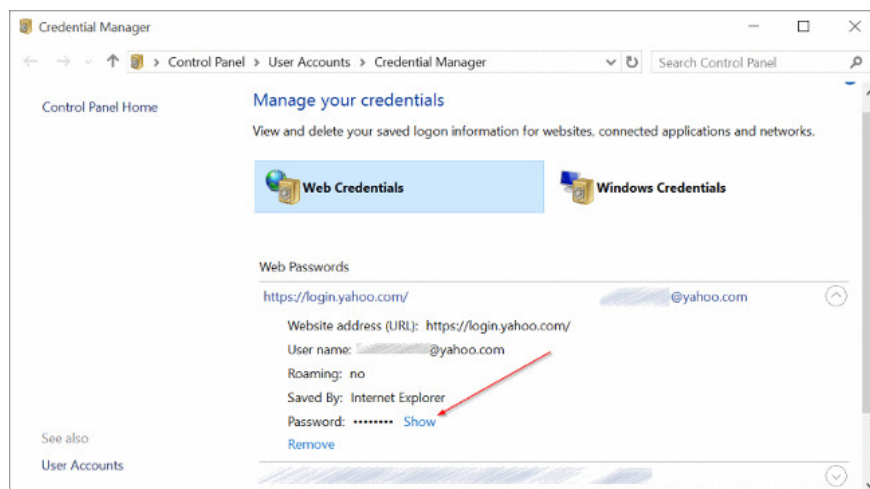 Credential Manager
Control Panel > User Accounts > Credential Manager
Search Control Panel
Control Panel Home
Manage your credentials
View and delete your saved logon information for websites, connected applications and networks.
Web Credentials
Windows Credentials
Web Passwords
https://login.yahoo.com/ @yahoo.com
Website address (URL): https://login.yahoo.com/
User name: @yahoo.com
Roaming: no
Saved By: Internet Explorer
Password: •••••••• Show
Remove
See also
User Accounts